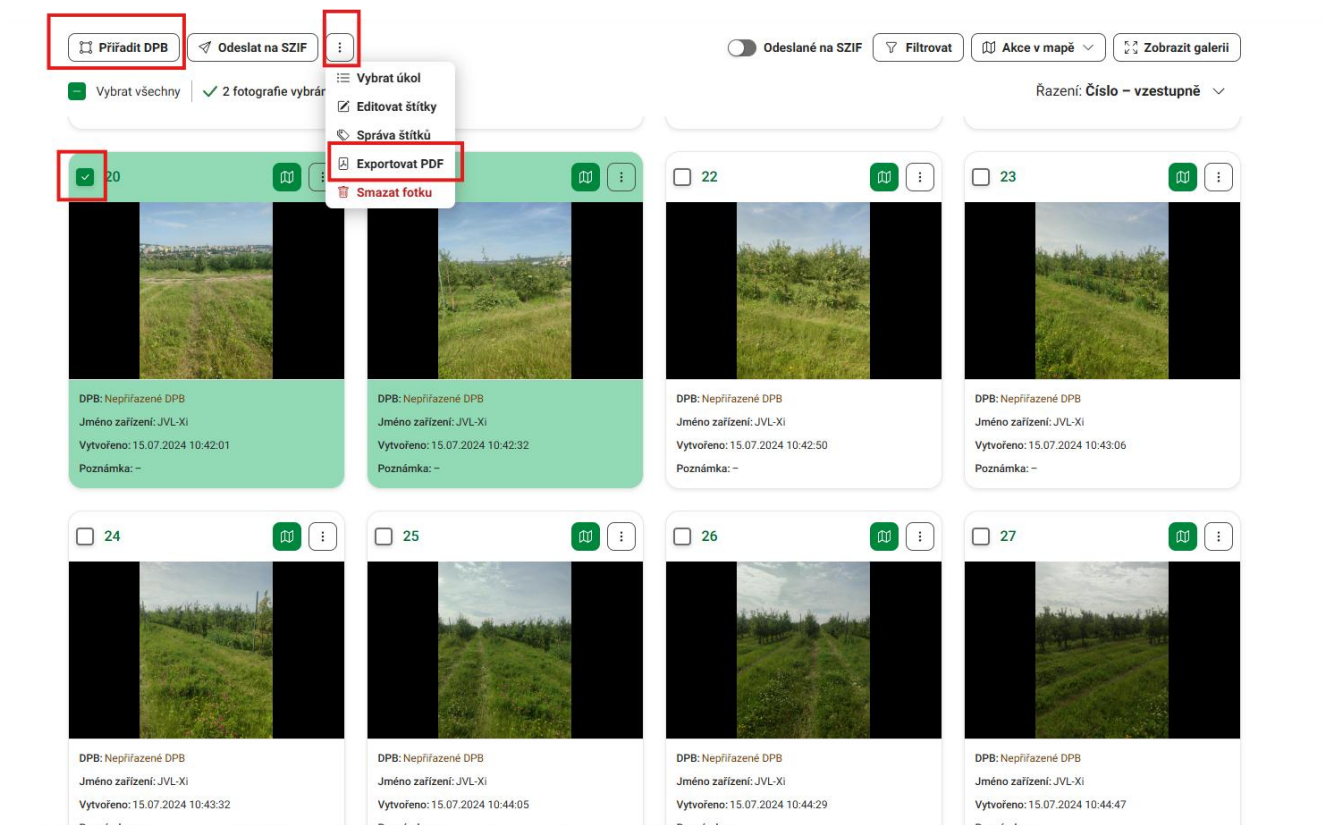 Přiřadit DPB
Odeslat na SZIF
Odeslané na SZIF
Filtrovat
Akce v mapě
Zobrazit galerii
Vybrat všechny
2 fotografie vybrán
Řazení: Číslo – vzestupně
Vybrat úkol
Editovat štítky
Správa štítků
Exportovat PDF
Smazat fotku
20
22
23
DPB: Nepřiřazené DPB
Jméno zařízení: JVL-Xi
Vytvořeno: 15.07.2024 10:42:01
Poznámka: –
DPB: Nepřiřazené DPB
Jméno zařízení: JVL-Xi
Vytvořeno: 15.07.2024 10:42:32
Poznámka: –
DPB: Nepřiřazené DPB
Jméno zařízení: JVL-Xi
Vytvořeno: 15.07.2024 10:42:50
Poznámka: –
DPB: Nepřiřazené DPB
Jméno zařízení: JVL-Xi
Vytvořeno: 15.07.2024 10:43:06
Poznámka: –
24
25
26
27
DPB: Nepřiřazené DPB
Jméno zařízení: JVL-Xi
Vytvořeno: 15.07.2024 10:43:32
DPB: Nepřiřazené DPB
Jméno zařízení: JVL-Xi
Vytvořeno: 15.07.2024 10:44:05
DPB: Nepřiřazené DPB
Jméno zařízení: JVL-Xi
Vytvořeno: 15.07.2024 10:44:29
DPB: Nepřiřazené DPB
Jméno zařízení: JVL-Xi
Vytvořeno: 15.07.2024 10:44:47